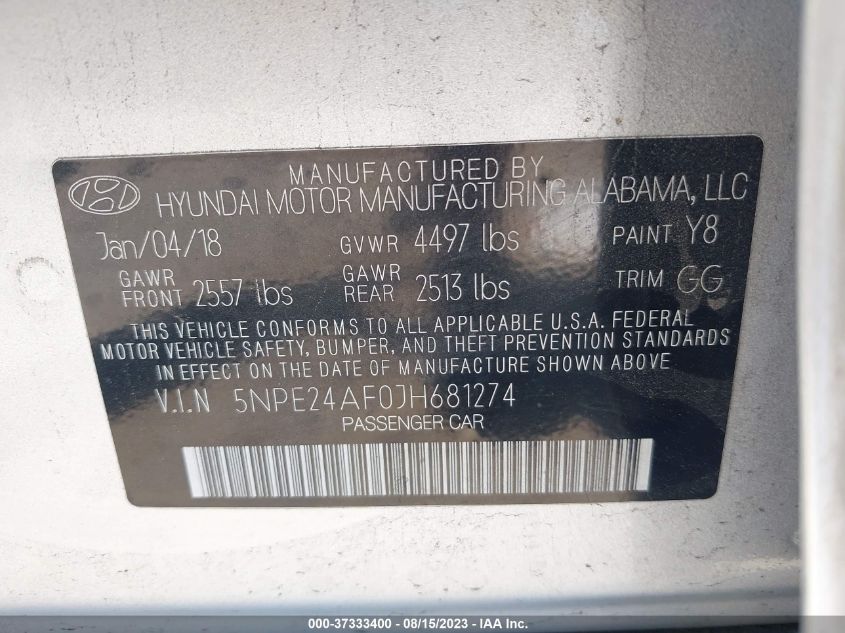 MANUFACTURED BY
HYUNDAI MOTOR MANUFACTURING ALABAMA, LLC
Jan/04/18 GVWR 4497 lbs PAINT Y8
GAWR FRONT 2557 lbs GAWR REAR 2513 lbs TRIM GG
THIS VEHICLE CONFORMS TO ALL APPLICABLE U.S.A. FEDERAL
MOTOR VEHICLE SAFETY, BUMPER, AND THEFT PREVENTION STANDARDS
IN EFFECT ON THE DATE OF MANUFACTURE SHOWN ABOVE
V.I.N 5NPE24AF0JH681274
PASSENGER CAR
000-37333400 - 08/15/2023 - IAA Inc.